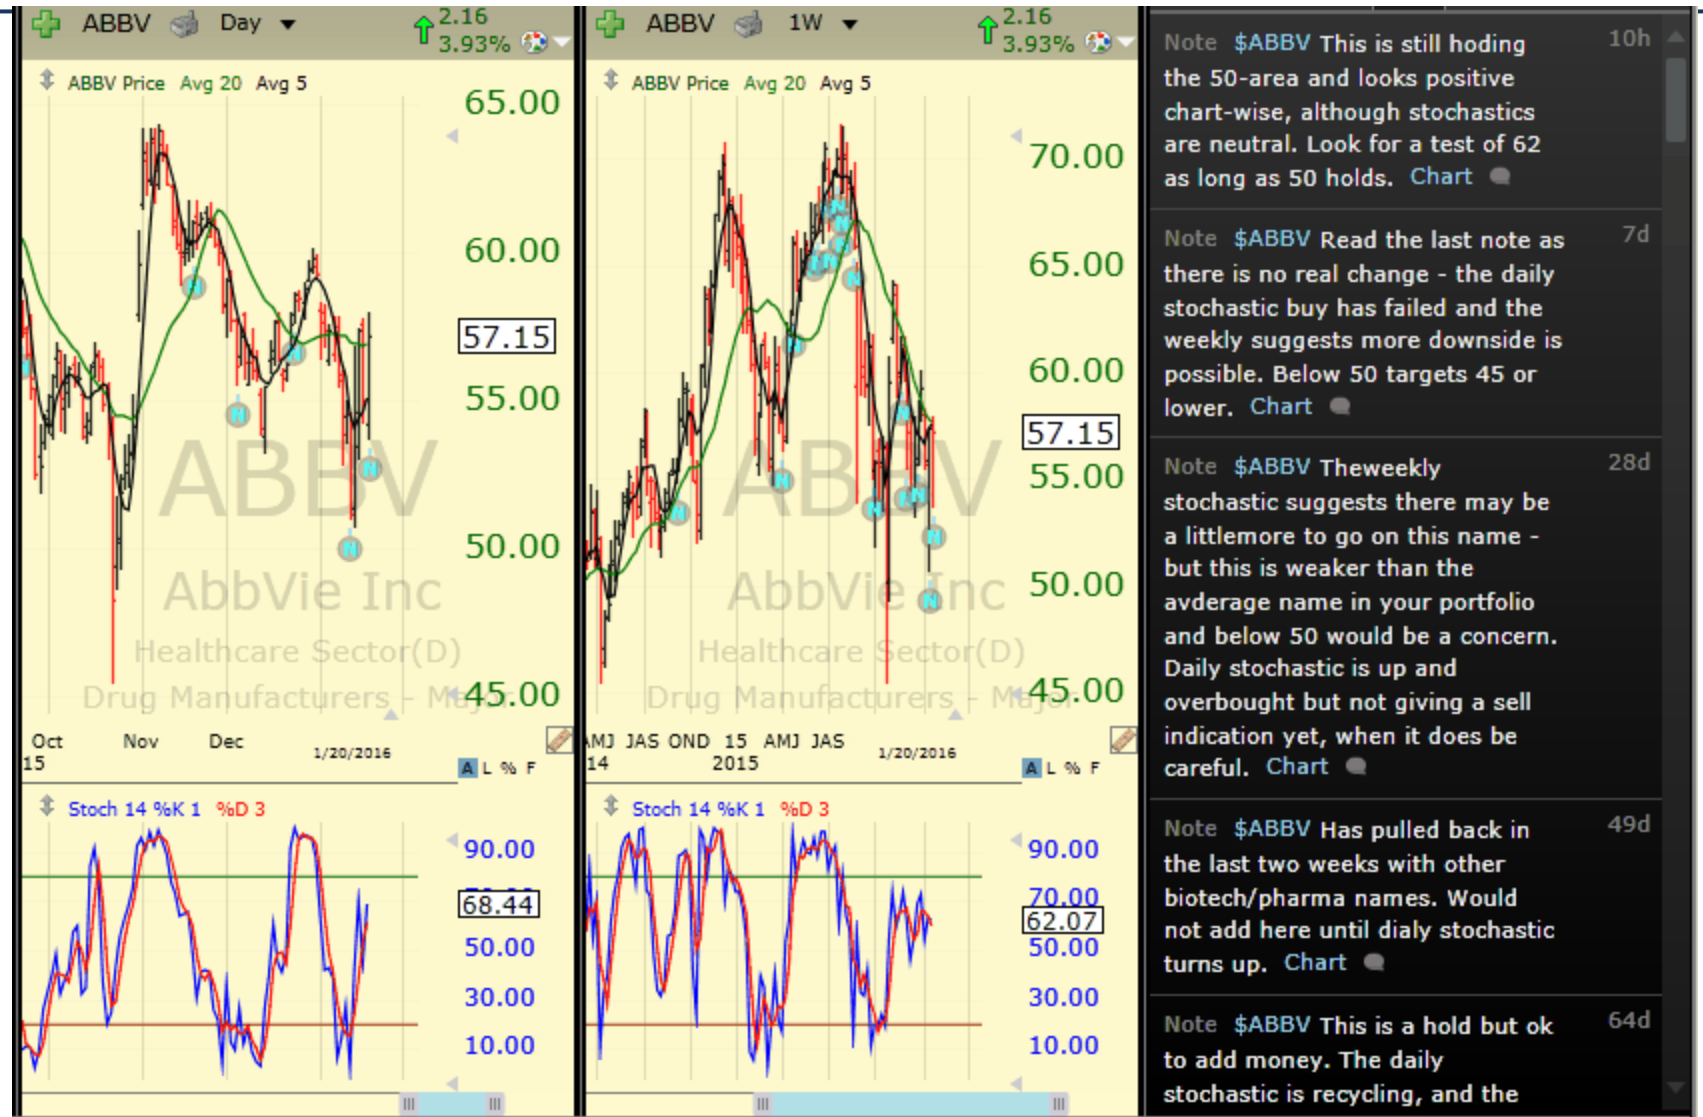 ABBV Day 2.16
3.93%
ABBV Price Avg 20 Avg 5
65.00
60.00
57.15
55.00
50.00
45.00
ABBV
AbbVie Inc
Healthcare Sector(D)
Drug Manufacturers - Major
Oct Nov Dec 1/20/2016
15
A L % F
Stoch 14 %K 1 %D 3
90.00
70.00
68.44
50.00
30.00
10.00
ABBV 1W 2.16
3.93%
ABBV Price Avg 20 Avg 5
70.00
65.00
60.00
57.15
55.00
50.00
45.00
ABBV
AbbVie Inc
Healthcare Sector(D)
Drug Manufacturers - Major
AMJ JAS OND 15 AMJ JAS 1/20/2016
14 2015
A L % F
Stoch 14 %K 1 %D 3
90.00
70.00
62.07
50.00
30.00
10.00
Note $ABBV This is still hoding 10h
the 50-area and looks positive
chart-wise, although stochastics
are neutral. Look for a test of 62
as long as 50 holds. Chart
Note $ABBV Read the last note as 7d
there is no real change - the daily
stochastic buy has failed and the
weekly suggests more downside is
possible. Below 50 targets 45 or
lower. Chart
Note $ABBV Theweekly 28d
stochastic suggests there may be
a littlemore to go on this name -
but this is weaker than the
avderage name in your portfolio
and below 50 would be a concern.
Daily stochastic is up and
overbought but not giving a sell
indication yet, when it does be
careful. Chart
Note $ABBV Has pulled back in 49d
the last two weeks with other
biotech/pharma names. Would
not add here until dialy stochastic
turns up. Chart
Note $ABBV This is a hold but ok 64d
to add money. The daily
stochastic is recycling, and the